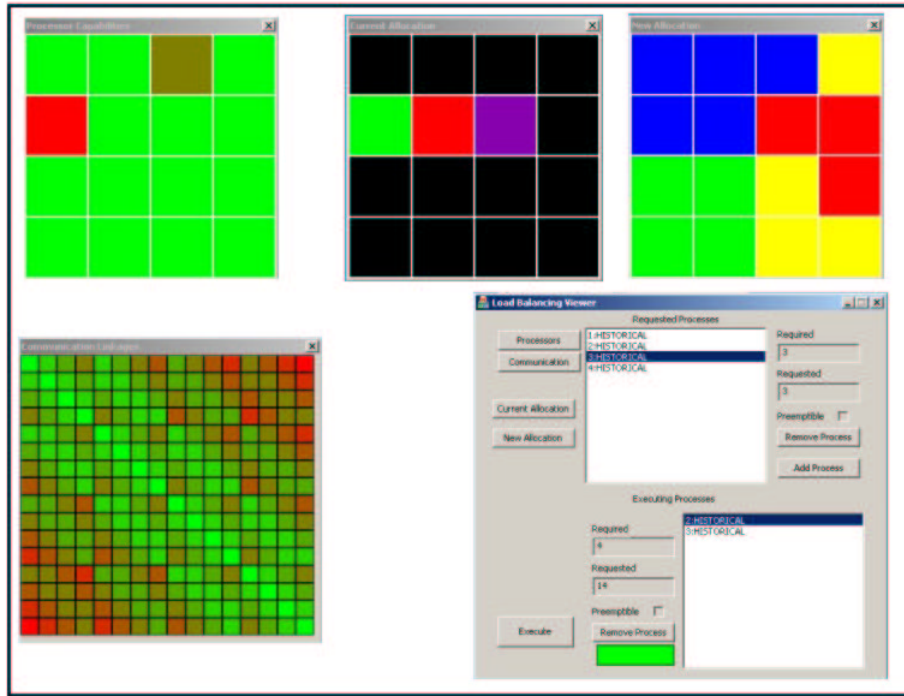 Processor Capabilities
Current Allocation
New Allocation
Communication Linkages
Load Balancing Viewer
Requested Processes
Processors
Communication
Current Allocation
New Allocation
1:HISTORICAL
2:HISTORICAL
3:HISTORICAL
4:HISTORICAL
Required
3
Requested
3
Preemptible
Remove Process
Add Process
Executing Processes
Required
4
Requested
14
Preemptible
Remove Process
2:HISTORICAL
3:HISTORICAL
Execute